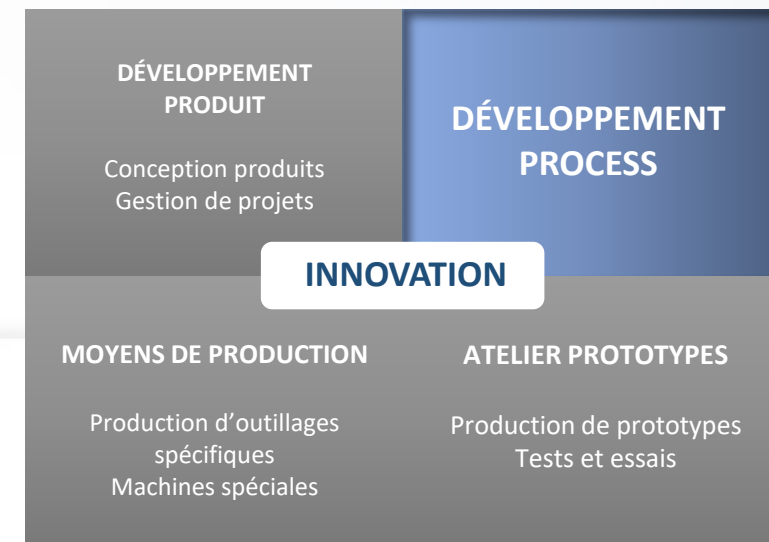 DÉVELOPPEMENT
PRODUIT
Conception produits
Gestion de projets
DÉVELOPPEMENT
PROCESS
INNOVATION
MOYENS DE PRODUCTION
Production d’outillages
spécifiques
Machines spéciales
ATELIER PROTOTYPES
Production de prototypes
Tests et essais